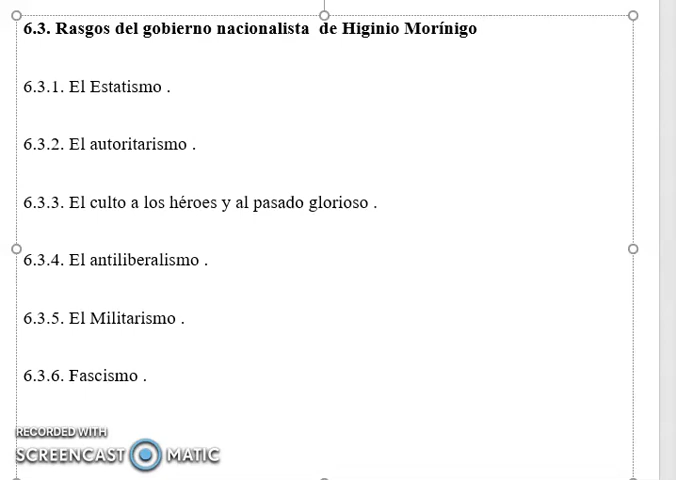 6.3. Rasgos del gobierno nacionalista  de Higinio Morínigo
6.3.1. El Estatismo .
6.3.2. El autoritarismo .
6.3.3. El culto a los héroes y al pasado glorioso .
6.3.4. El antiliberalismo .
6.3.5. El Militarismo .
6.3.6. Fascismo .
RECORDED WITH
SCREENCAST MATIC